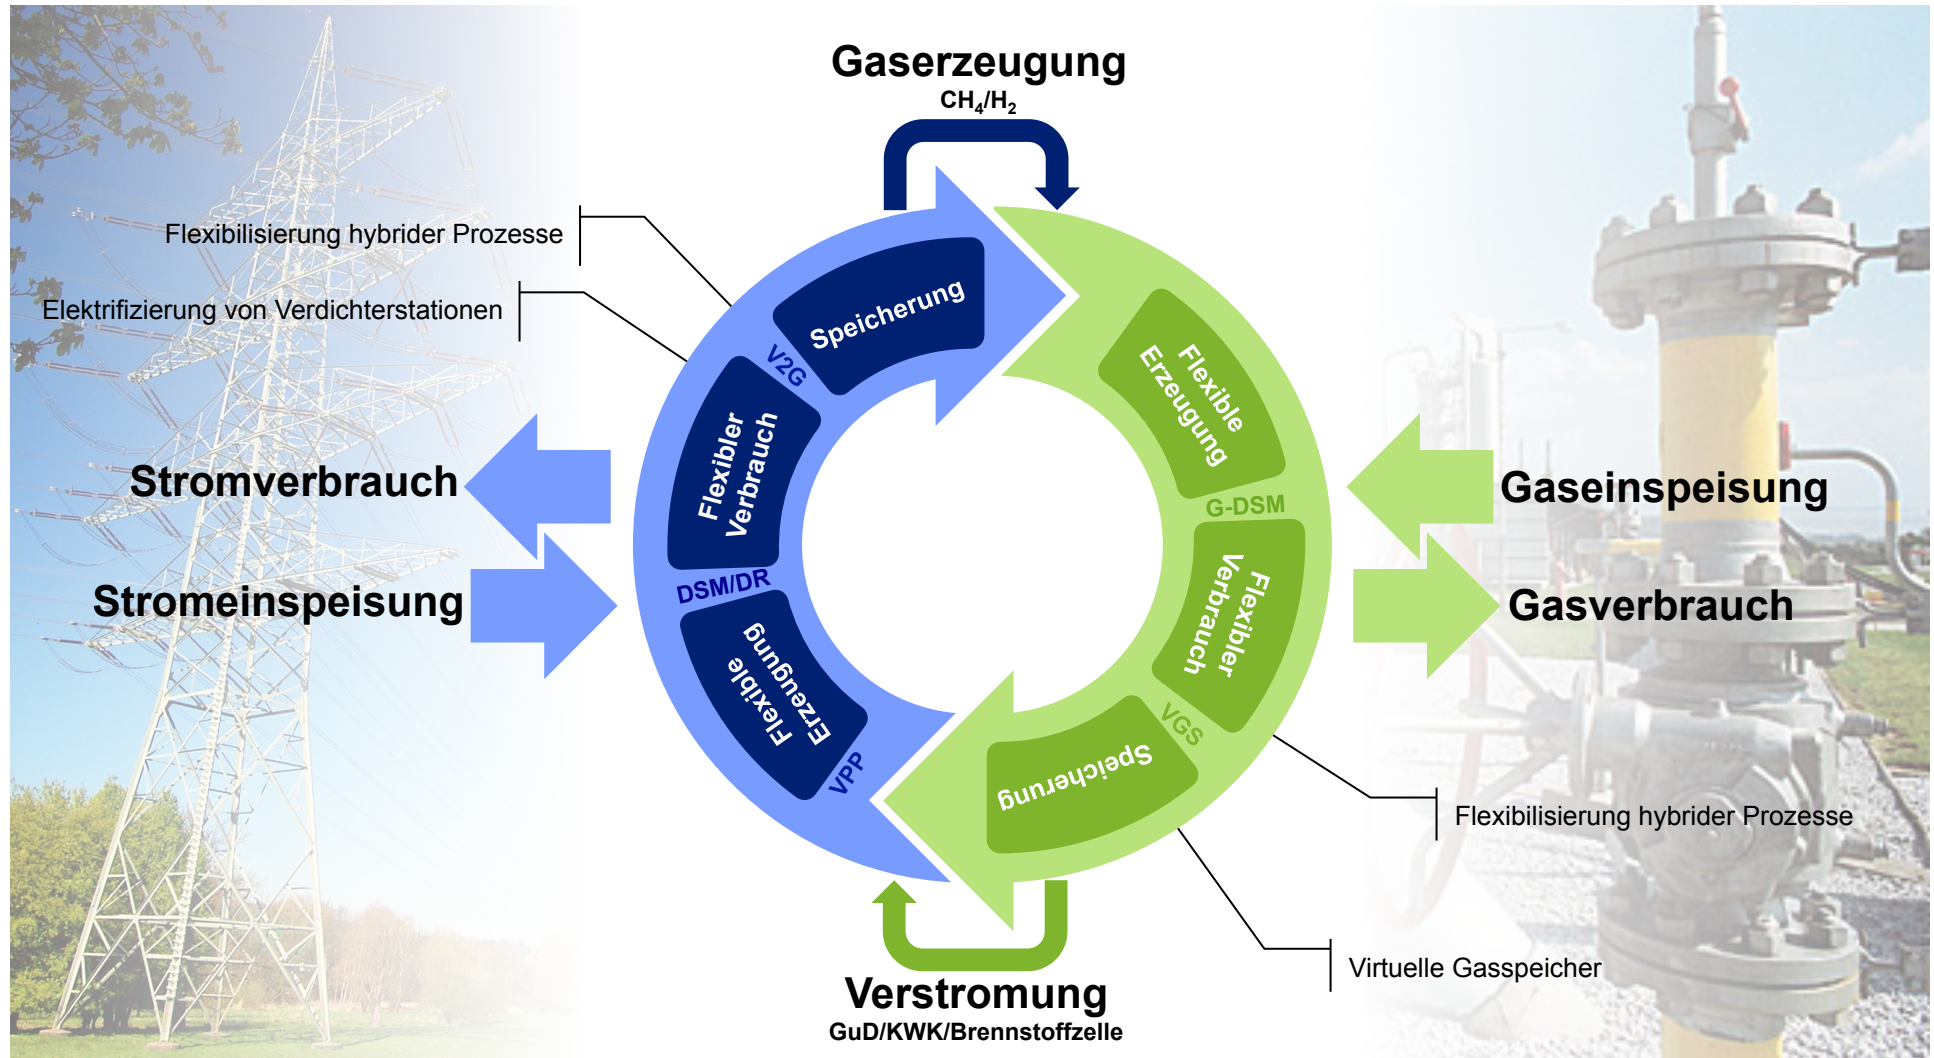 Gaserzeugung
CH₄/H₂
Flexibilisierung hybrider Prozesse
Elektrifizierung von Verdichterstationen
Speicherung
V2G
Flexibler
Verbrauch
DSM/DR
Flexible
Erzeugung
VPP
Flexible
Erzeugung
G-DSM
Flexibler
Verbrauch
VGS
Speicherung
Stromverbrauch
Stromeinspeisung
Gaseinspeisung
Gasverbrauch
Flexibilisierung hybrider Prozesse
Virtuelle Gasspeicher
Verstromung
GuD/KWK/Brennstoffzelle